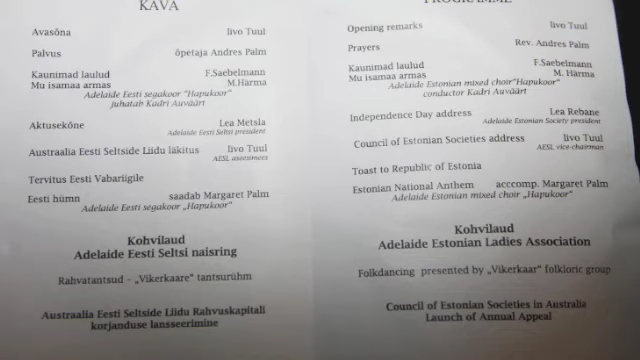 KAVA
Avasõna Iivo Tuul
Palvus õpetaja Andres Palm
Kaunimad laulud F.Saebelmann
Mu isamaa armas M.Härma
Adelaide Eesti segakoor "Hapukoor"
juhatab Kadri Auväärt
Aktusekõne Lea Metsla
Adelaide Eesti Seltsi president
Austraalia Eesti Seltside Liidu läkitus Iivo Tuul
AESL aseesimees
Tervitus Eesti Vabariigile
Eesti hümn saadab Margaret Palm
Adelaide Eesti segakoor „Hapukoor"
Kohvilaud
Adelaide Eesti Seltsi naisring
Rahvatantsud – „Vikerkaare" tantsurühm
Austraalia Eesti Seltside Liidu Rahvuskapitali
korjanduse lansseerimine
PROGRAMME
Opening remarks Iivo Tuul
Prayers Rev. Andres Palm
Kaunimad laulud F.Saebelmann
Mu isamaa armas M. Härma
Adelaide Estonian mixed choir"Hapukoor"
conductor Kadri Auväärt
Independence Day address Lea Rebane
Adelaide Estonian Society president
Council of Estonian Societies address Iivo Tuul
AESL vice-chairman
Toast to Republic of Estonia
Estonian National Anthem acccomp. Margaret Palm
Adelaide Estonian mixed choir „Hapukoor"
Kohvilaud
Adelaide Estonian Ladies Association
Folkdancing presented by „Vikerkaar" folkloric group
Council of Estonian Societies in Australia
Launch of Annual Appeal